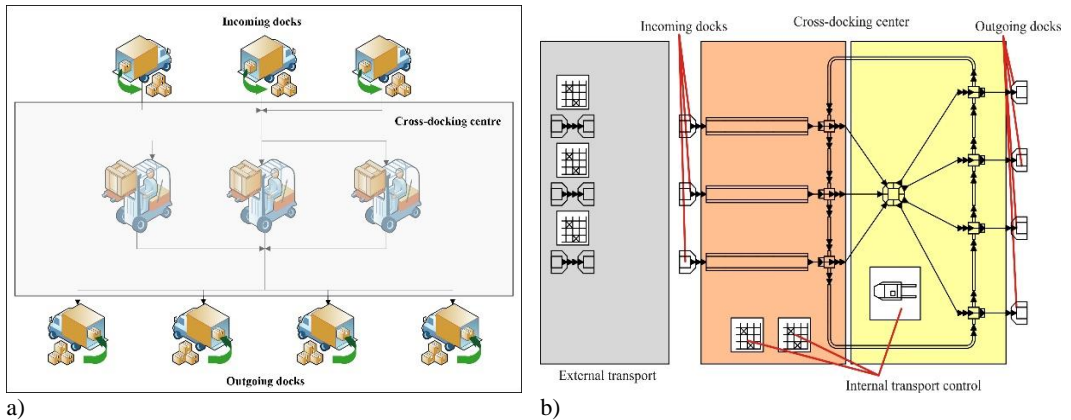 Incoming docks
Cross-docking centre
Outgoing docks
a)
Cross-docking center
Incoming docks
Outgoing docks
External transport
Internal transport control
b)